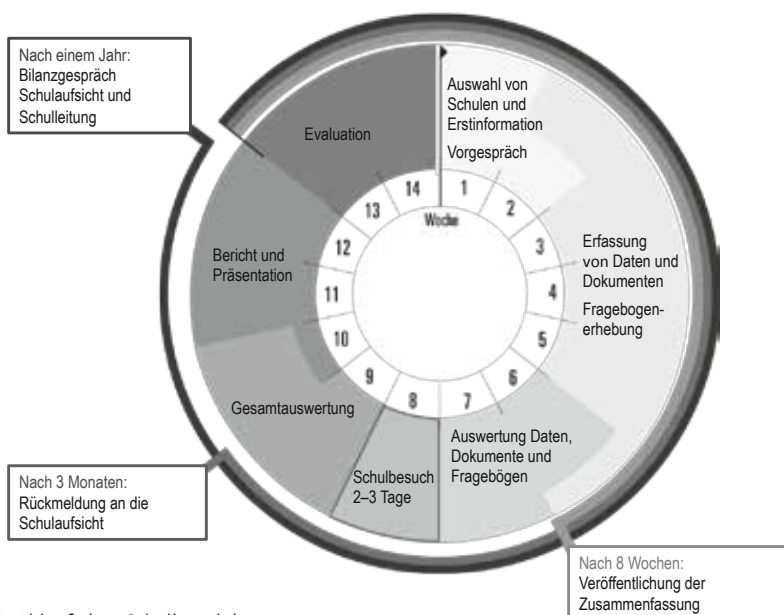 Nach einem Jahr:
Bilanzgespräch
Schulaufsicht und
Schulleitung
Auswahl von
Schulen und
Erstinformation
Vorgespräch
Evaluation
14
1
13
2
Woche
12
3
11
4
10
5
9
6
8
7
Erfassung
von Daten und
Dokumenten
Fragebogen-
erhebung
Bericht und
Präsentation
Gesamtauswertung
Auswertung Daten,
Dokumente und
Fragebögen
Schulbesuch
2–3 Tage
Nach 3 Monaten:
Rückmeldung an die
Schulaufsicht
Nach 8 Wochen:
Veröffentlichung der
Zusammenfassung